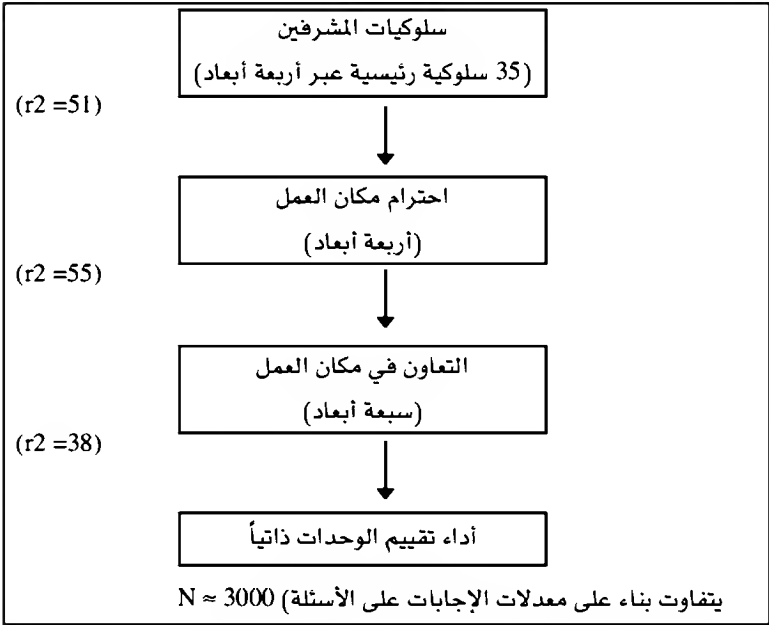 سلوكيات المشرفين
(35 سلوكية رئيسية عبر أربعة أبعاد)
(r2 =51)
احترام مكان العمل
(أربعة أبعاد)
(r2 =55)
التعاون في مكان العمل
(سبعة أبعاد)
(r2 =38)
أداء تقييم الوحدات ذاتياً
يتفاوت بناء على معدلات الإجابات على الأسئلة) N ≈ 3000